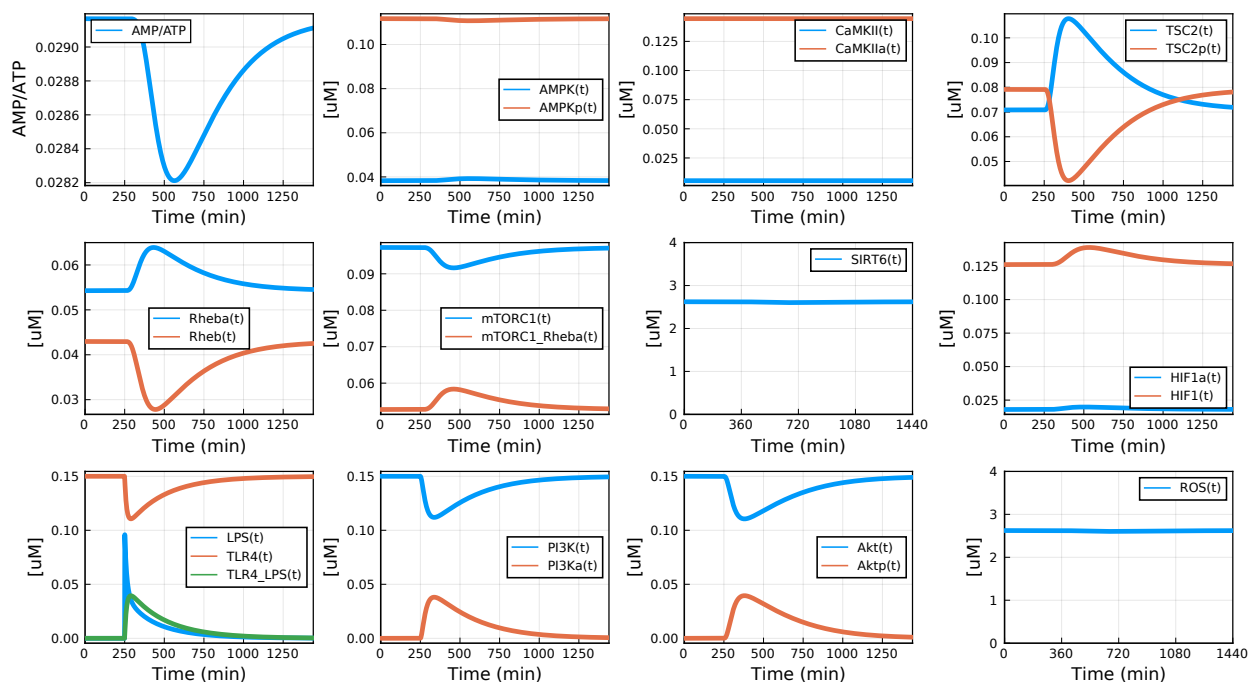 AMP/ATP
0.0290
0.0288
0.0286
0.0284
0.0282
0 250 500 750 1000 1250
Time (min)
AMP/ATP
[uM]
0.10
0.08
0.06
0.04
AMPK(t)
AMPKp(t)
0 250 500 750 1000 1250
Time (min)
[uM]
0.125
0.100
0.075
0.050
0.025
CaMKII(t)
CaMKIIa(t)
0 250 500 750 1000 1250
Time (min)
[uM]
0.10
0.09
0.08
0.07
0.06
0.05
TSC2(t)
TSC2p(t)
0 250 500 750 1000 1250
Time (min)
[uM]
0.06
0.05
0.04
0.03
Rheba(t)
Rheb(t)
0 250 500 750 1000 1250
Time (min)
[uM]
0.09
0.08
0.07
0.06
mTORC1(t)
mTORC1_Rheba(t)
0 250 500 750 1000 1250
Time (min)
[uM]
4
3
2
1
0
SIRT6(t)
0 360 720 1080 1440
Time (min)
[uM]
0.125
0.100
0.075
0.050
0.025
HIF1a(t)
HIF1(t)
0 250 500 750 1000 1250
Time (min)
[uM]
0.15
0.10
0.05
0.00
LPS(t)
TLR4(t)
TLR4_LPS(t)
0 250 500 750 1000 1250
Time (min)
[uM]
0.15
0.10
0.05
0.00
PI3K(t)
PI3Ka(t)
0 250 500 750 1000 1250
Time (min)
[uM]
0.15
0.10
0.05
0.00
Akt(t)
Aktp(t)
0 250 500 750 1000 1250
Time (min)
[uM]
4
3
2
1
0
ROS(t)
0 360 720 1080 1440
Time (min)